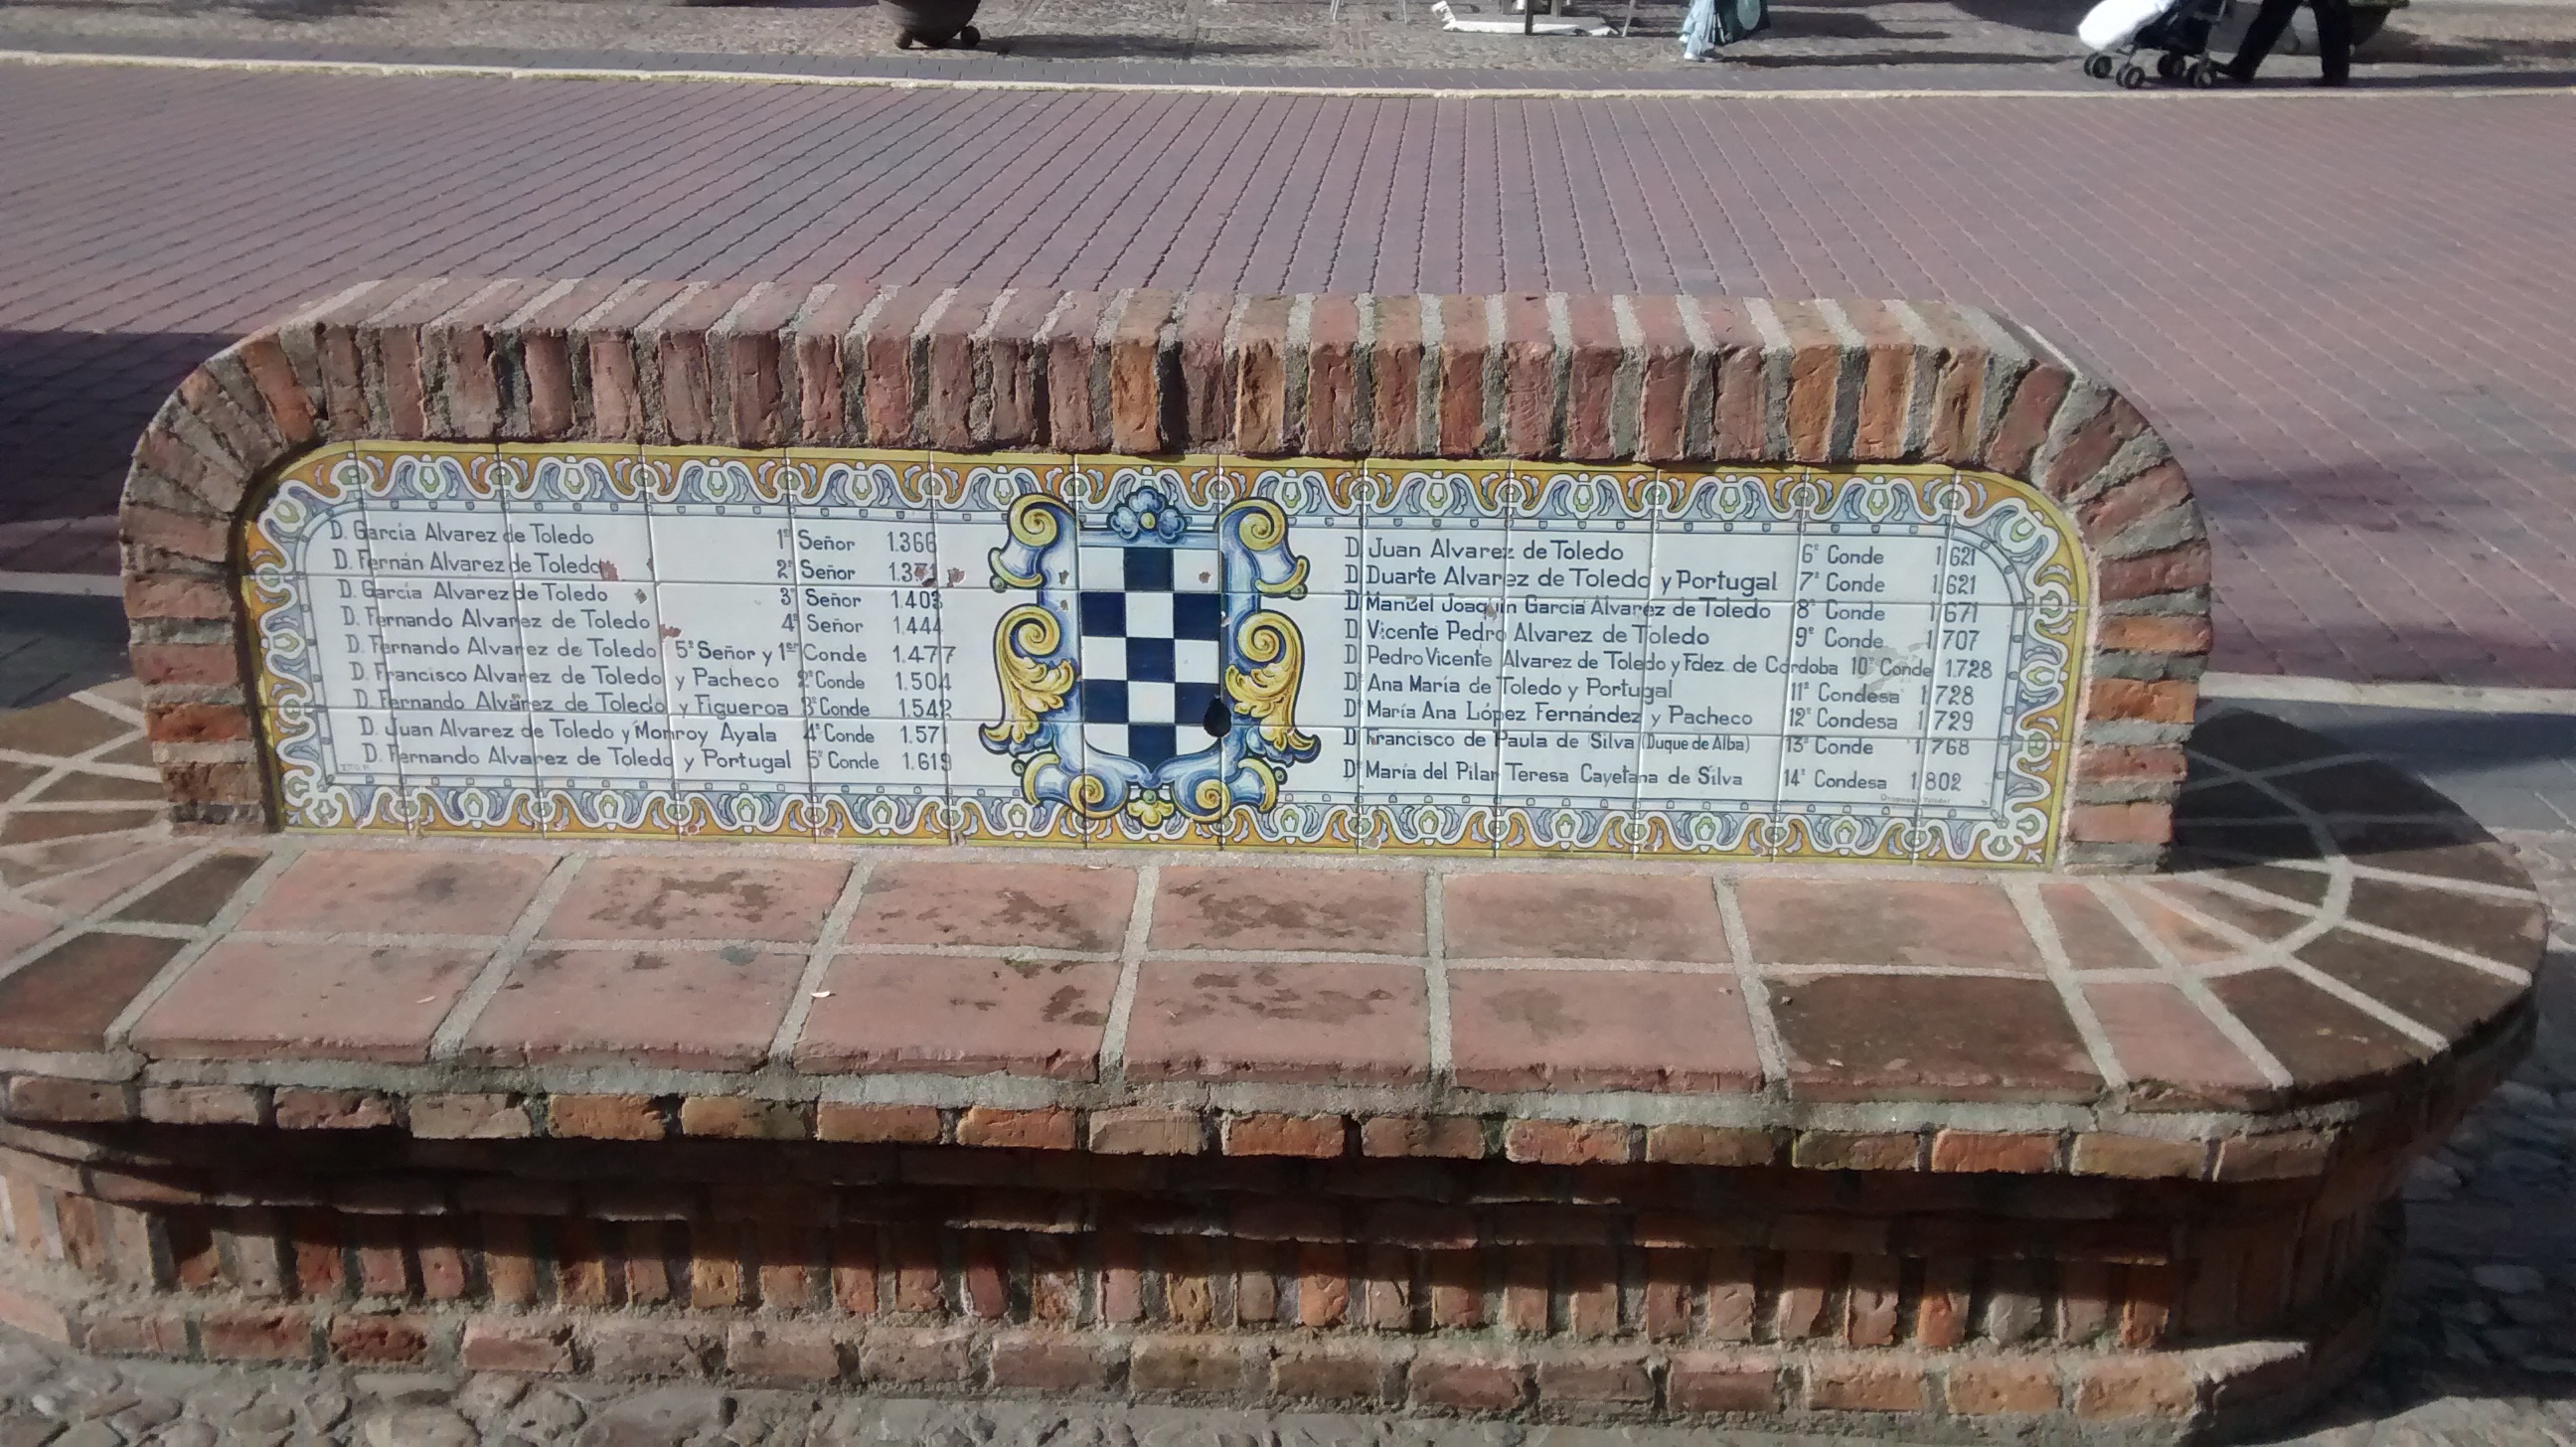 D. García Alvarez de Toledo 1º Señor 1.366
D. Fernán Alvarez de Toledo 2º Señor
D. García Alvarez de Toledo 3º Señor 1.403
D. Fernando Alvarez de Toledo 4º Señor 1.444
D. Fernando Alvarez de Toledo 5º Señor y 1er Conde 1.477
D. Francisco Alvarez de Toledo y Pacheco 2º Conde 1.504
D. Fernando Alvarez de Toledo y Figueroa 3º Conde 1.542
D. Juan Alvarez de Toledo y Monroy Ayala 4º Conde 1.571
D. Fernando Alvarez de Toledo y Portugal 5º Conde 1.619
D. Juan Alvarez de Toledo 6º Conde 1.621
D. Duarte Alvarez de Toledo y Portugal 7º Conde 1.621
D. Manuel Joaquin García Alvarez de Toledo 8º Conde 1.671
D. Vicente Pedro Alvarez de Toledo 9º Conde 1.707
D. Pedro Vicente Alvarez de Toledo y Fdez. de Córdoba 10º Conde 1.728
Dª Ana María de Toledo y Portugal 11ª Condesa 1.728
Dª María Ana López Fernández y Pacheco 12ª Condesa 1.729
D. Francisco de Paula de Silva (Duque de Alba) 13º Conde 1.768
Dª María del Pilar Teresa Cayetana de Silva 14ª Condesa 1.802